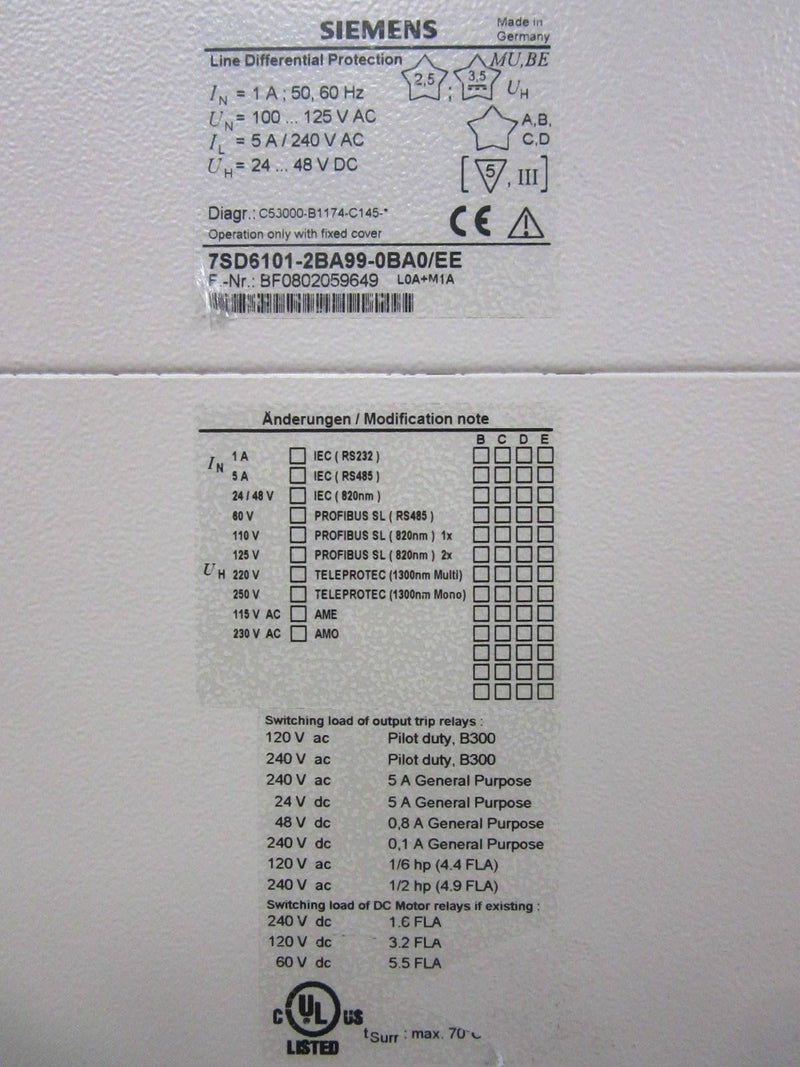 SIEMENS
Made in
Germany
Line Differential Protection
2,5 ; 3,5 MU,BE
UH
IN = 1 A ; 50, 60 Hz
UN = 100 ... 125 V AC
A,B,
C,D
IL = 5 A / 240 V AC
UH = 24 ... 48 V DC
[ 5 , III ]
Diagr.: C53000-B1174-C145-*
Operation only with fixed cover
CE
7SD6101-2BA99-0BA0/EE
F.-Nr.: BF0802059649 L0A+M1A
Änderungen / Modification note
B C D E
IN 1 A IEC ( RS232 )
5 A IEC ( RS485 )
24 / 48 V IEC ( 820nm )
60 V PROFIBUS SL ( RS485 )
110 V PROFIBUS SL ( 820nm ) 1x
125 V PROFIBUS SL ( 820nm ) 2x
UH 220 V TELEPROTEC (1300nm Multi)
250 V TELEPROTEC (1300nm Mono)
115 V AC AME
230 V AC AMO
Switching load of output trip relays :
120 V ac Pilot duty, B300
240 V ac Pilot duty, B300
240 V ac 5 A General Purpose
24 V dc 5 A General Purpose
48 V dc 0,8 A General Purpose
240 V dc 0,1 A General Purpose
120 V ac 1/6 hp (4.4 FLA)
240 V ac 1/2 hp (4.9 FLA)
Switching load of DC Motor relays if existing :
240 V dc 1.6 FLA
120 V dc 3.2 FLA
60 V dc 5.5 FLA
C UL US
LISTED
tSurr : max. 70°C